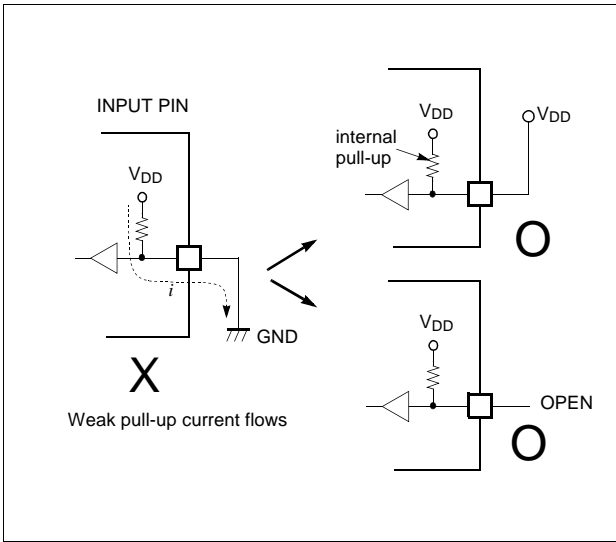 INPUT PIN
VDD
i
GND
X
Weak pull-up current flows
VDD
VDD
internal
pull-up
O
VDD
OPEN
O